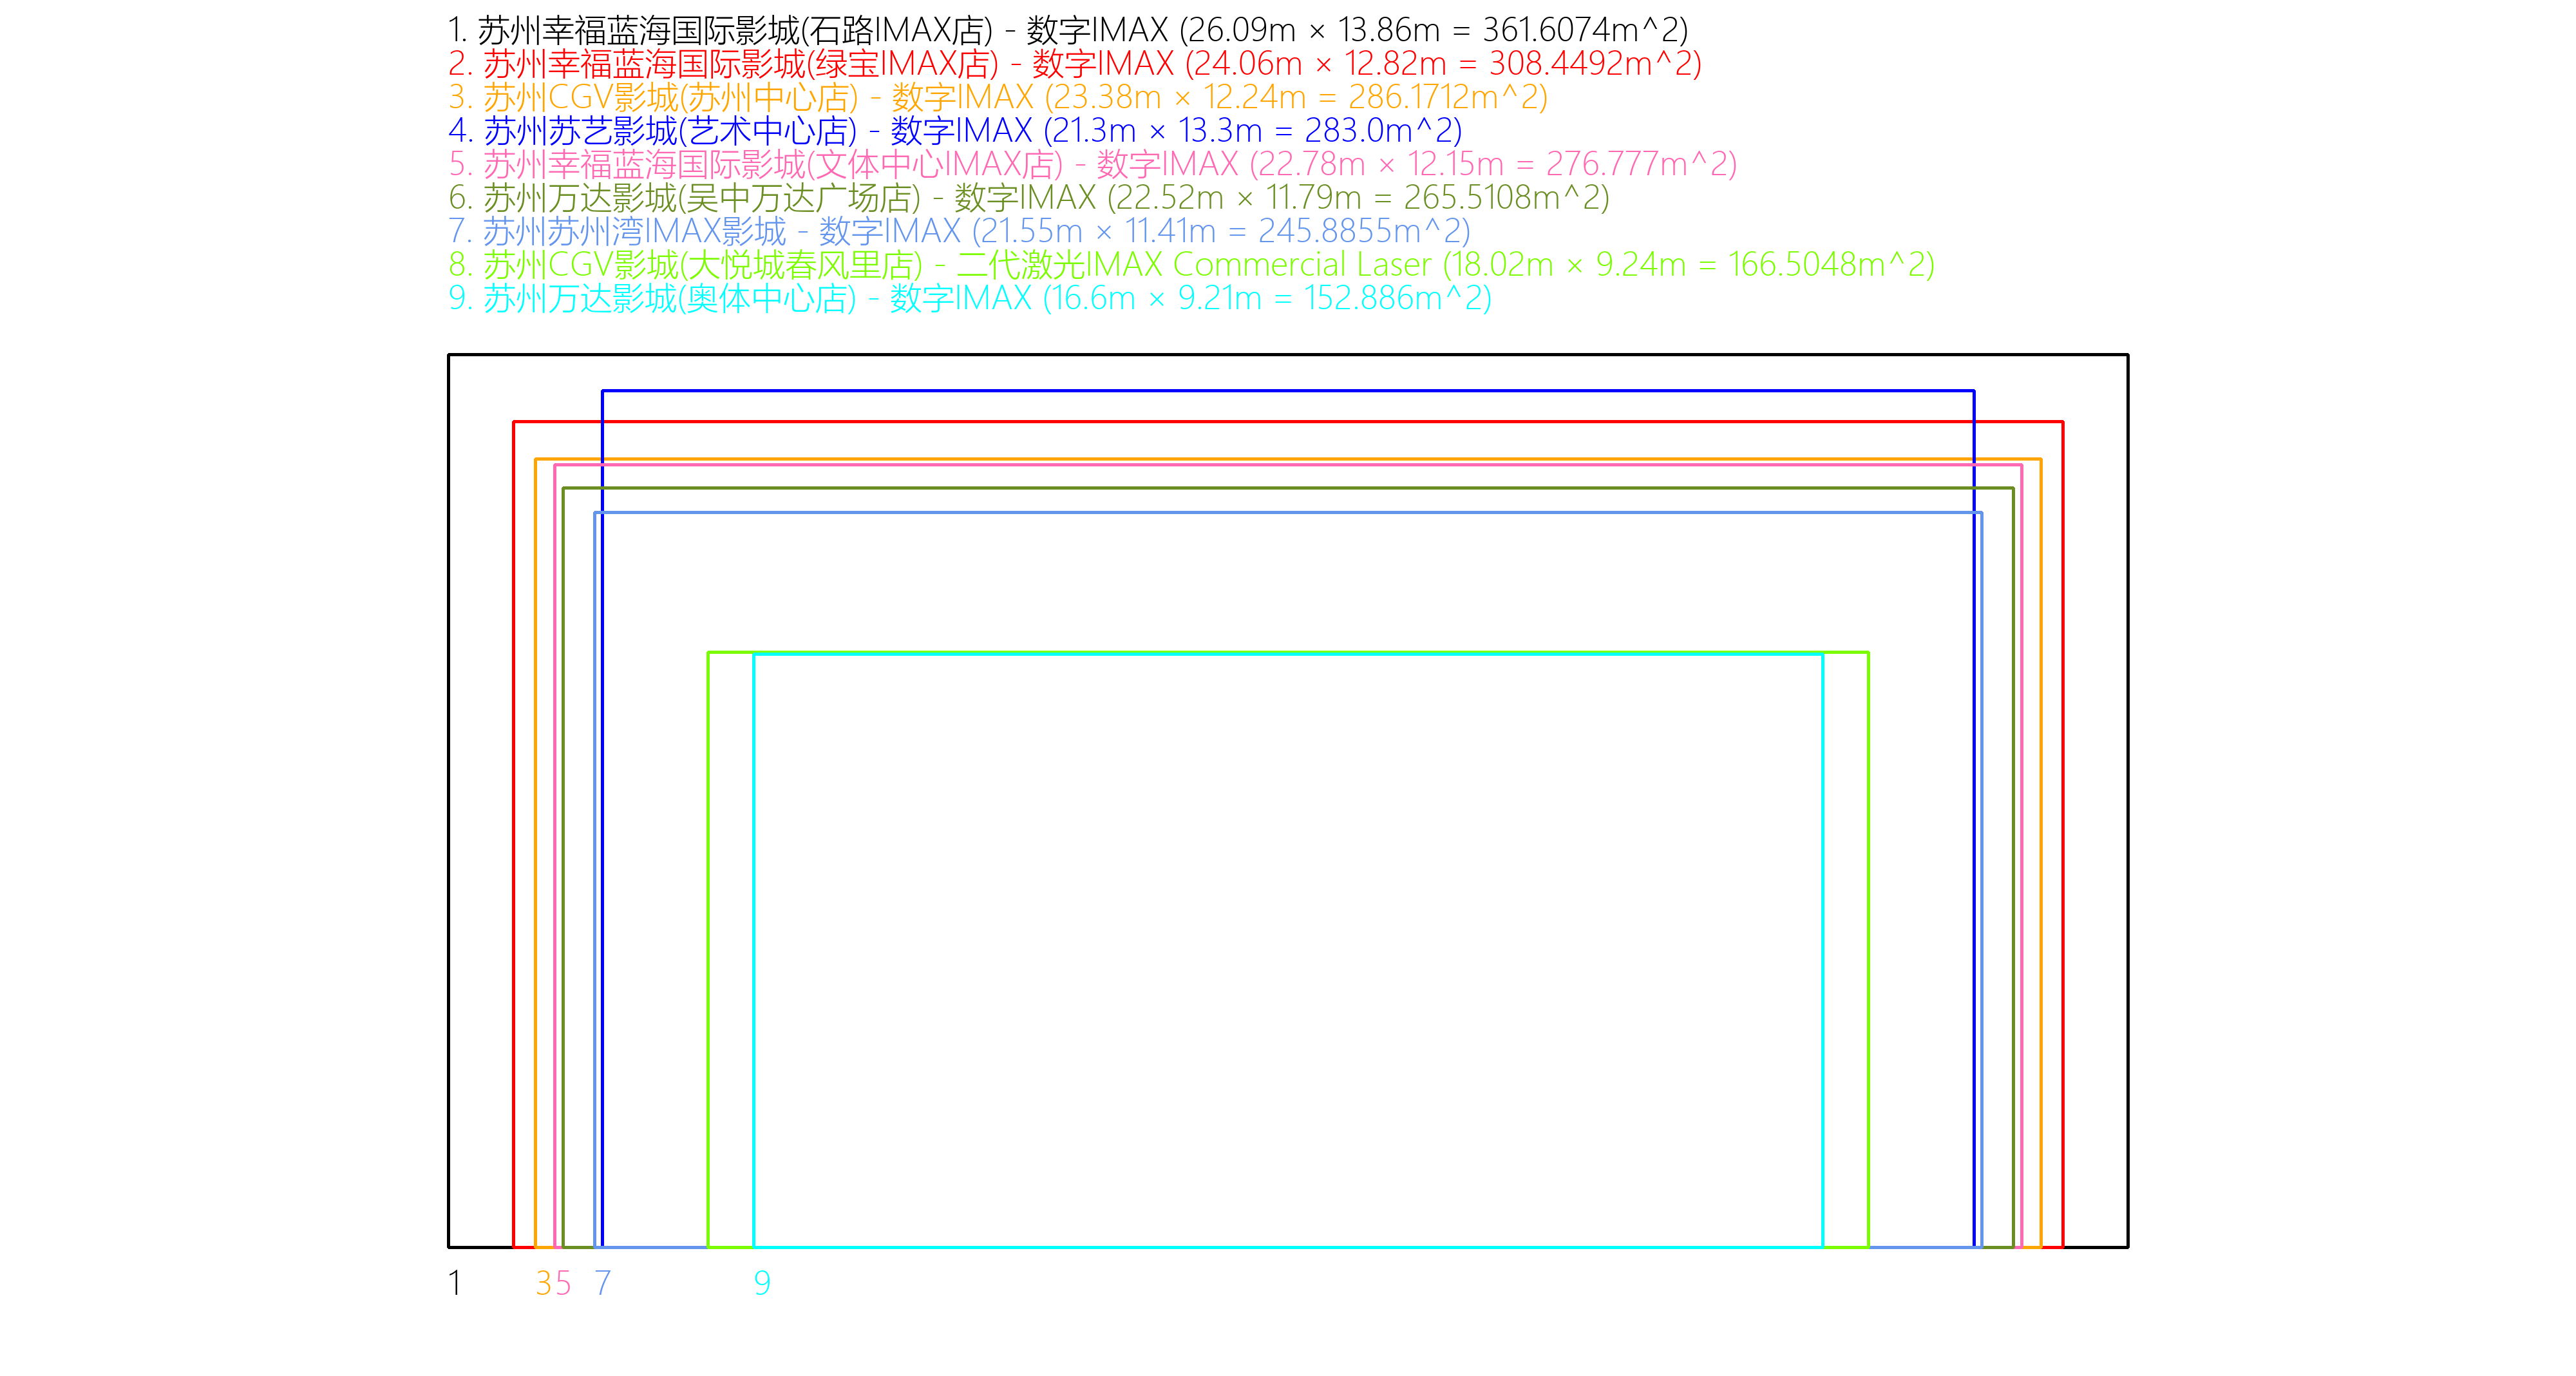 1. 苏州幸福蓝海国际影城(石路IMAX店) - 数字IMAX (26.09m × 13.86m = 361.6074m^2)
2. 苏州幸福蓝海国际影城(绿宝IMAX店) - 数字IMAX (24.06m × 12.82m = 308.4492m^2)
3. 苏州CGV影城(苏州中心店) - 数字IMAX (23.38m × 12.24m = 286.1712m^2)
4. 苏州苏艺影城(艺术中心店) - 数字IMAX (21.3m × 13.3m = 283.0m^2)
5. 苏州幸福蓝海国际影城(文体中心IMAX店) - 数字IMAX (22.78m × 12.15m = 276.777m^2)
6. 苏州万达影城(吴中万达广场店) - 数字IMAX (22.52m × 11.79m = 265.5108m^2)
7. 苏州苏州湾IMAX影城 - 数字IMAX (21.55m × 11.41m = 245.8855m^2)
8. 苏州CGV影城(大悦城春风里店) - 二代激光IMAX Commercial Laser (18.02m × 9.24m = 166.5048m^2)
9. 苏州万达影城(奥体中心店) - 数字IMAX (16.6m × 9.21m = 152.886m^2)
1 3 5 7 9